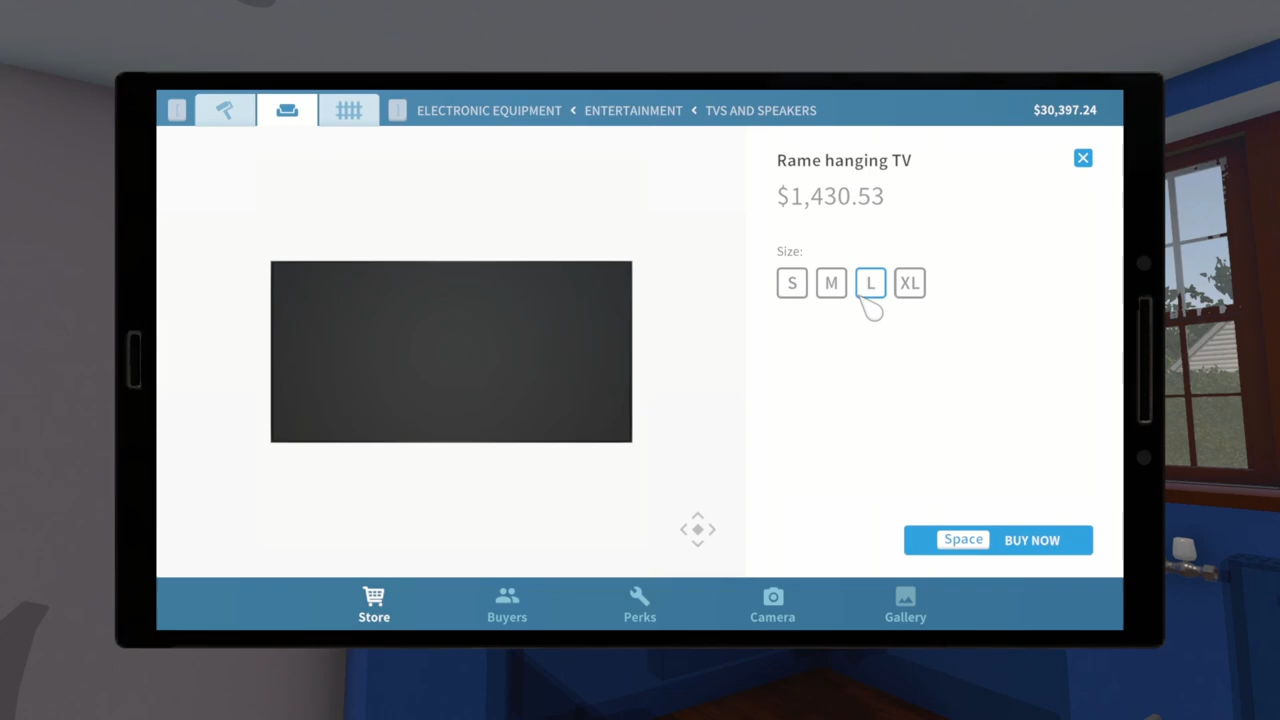 ELECTRONIC EQUIPMENT < ENTERTAINMENT < TVS AND SPEAKERS
$30,397.24
Rame hanging TV
$1,430.53
Size:
S M L XL
Space BUY NOW
Store Buyers Perks Camera Gallery